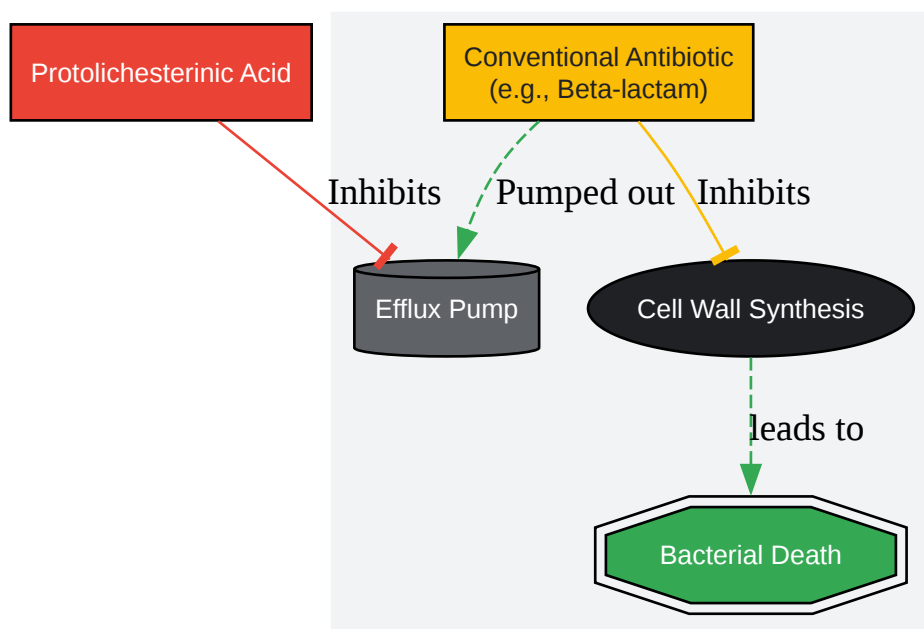 Protolichesterinic Acid
Conventional Antibiotic
(e.g., Beta-lactam)
Inhibits
Pumped out
Inhibits
Efflux Pump
Cell Wall Synthesis
leads to
Bacterial Death